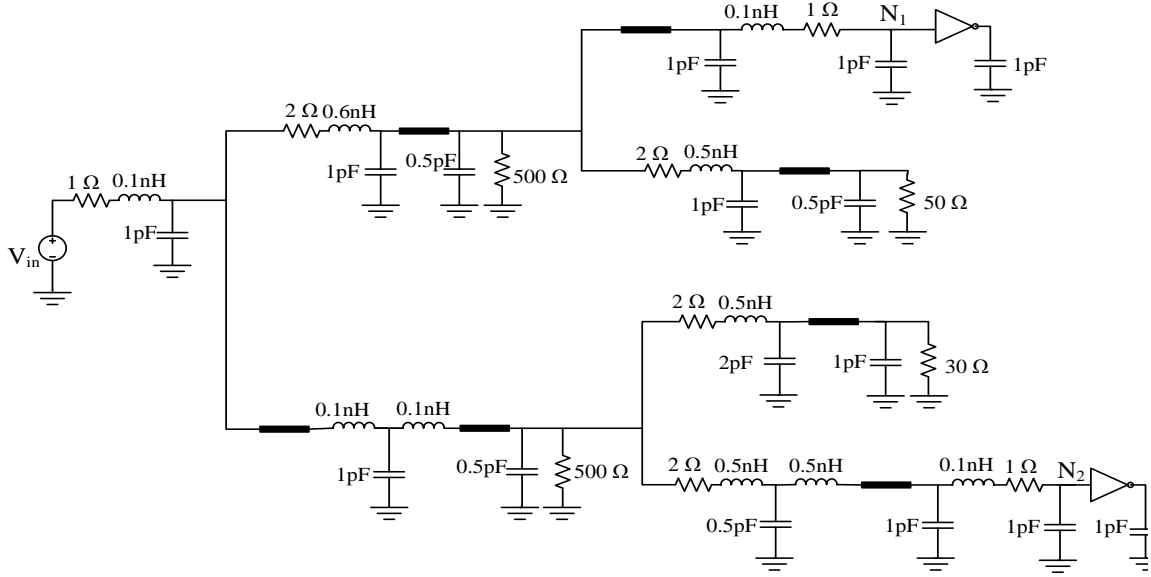 0.1nH 1 Ω N1
1pF 1pF 1pF
2 Ω 0.6nH
1pF 0.5pF 500 Ω
2 Ω 0.5nH
1pF 0.5pF 50 Ω
1 Ω 0.1nH
1pF
Vin
2 Ω 0.5nH
2pF 1pF 30 Ω
0.1nH 0.1nH
1pF 0.5pF 500 Ω
2 Ω 0.5nH 0.5nH 0.1nH 1 Ω N2
0.5pF 1pF 1pF 1pF